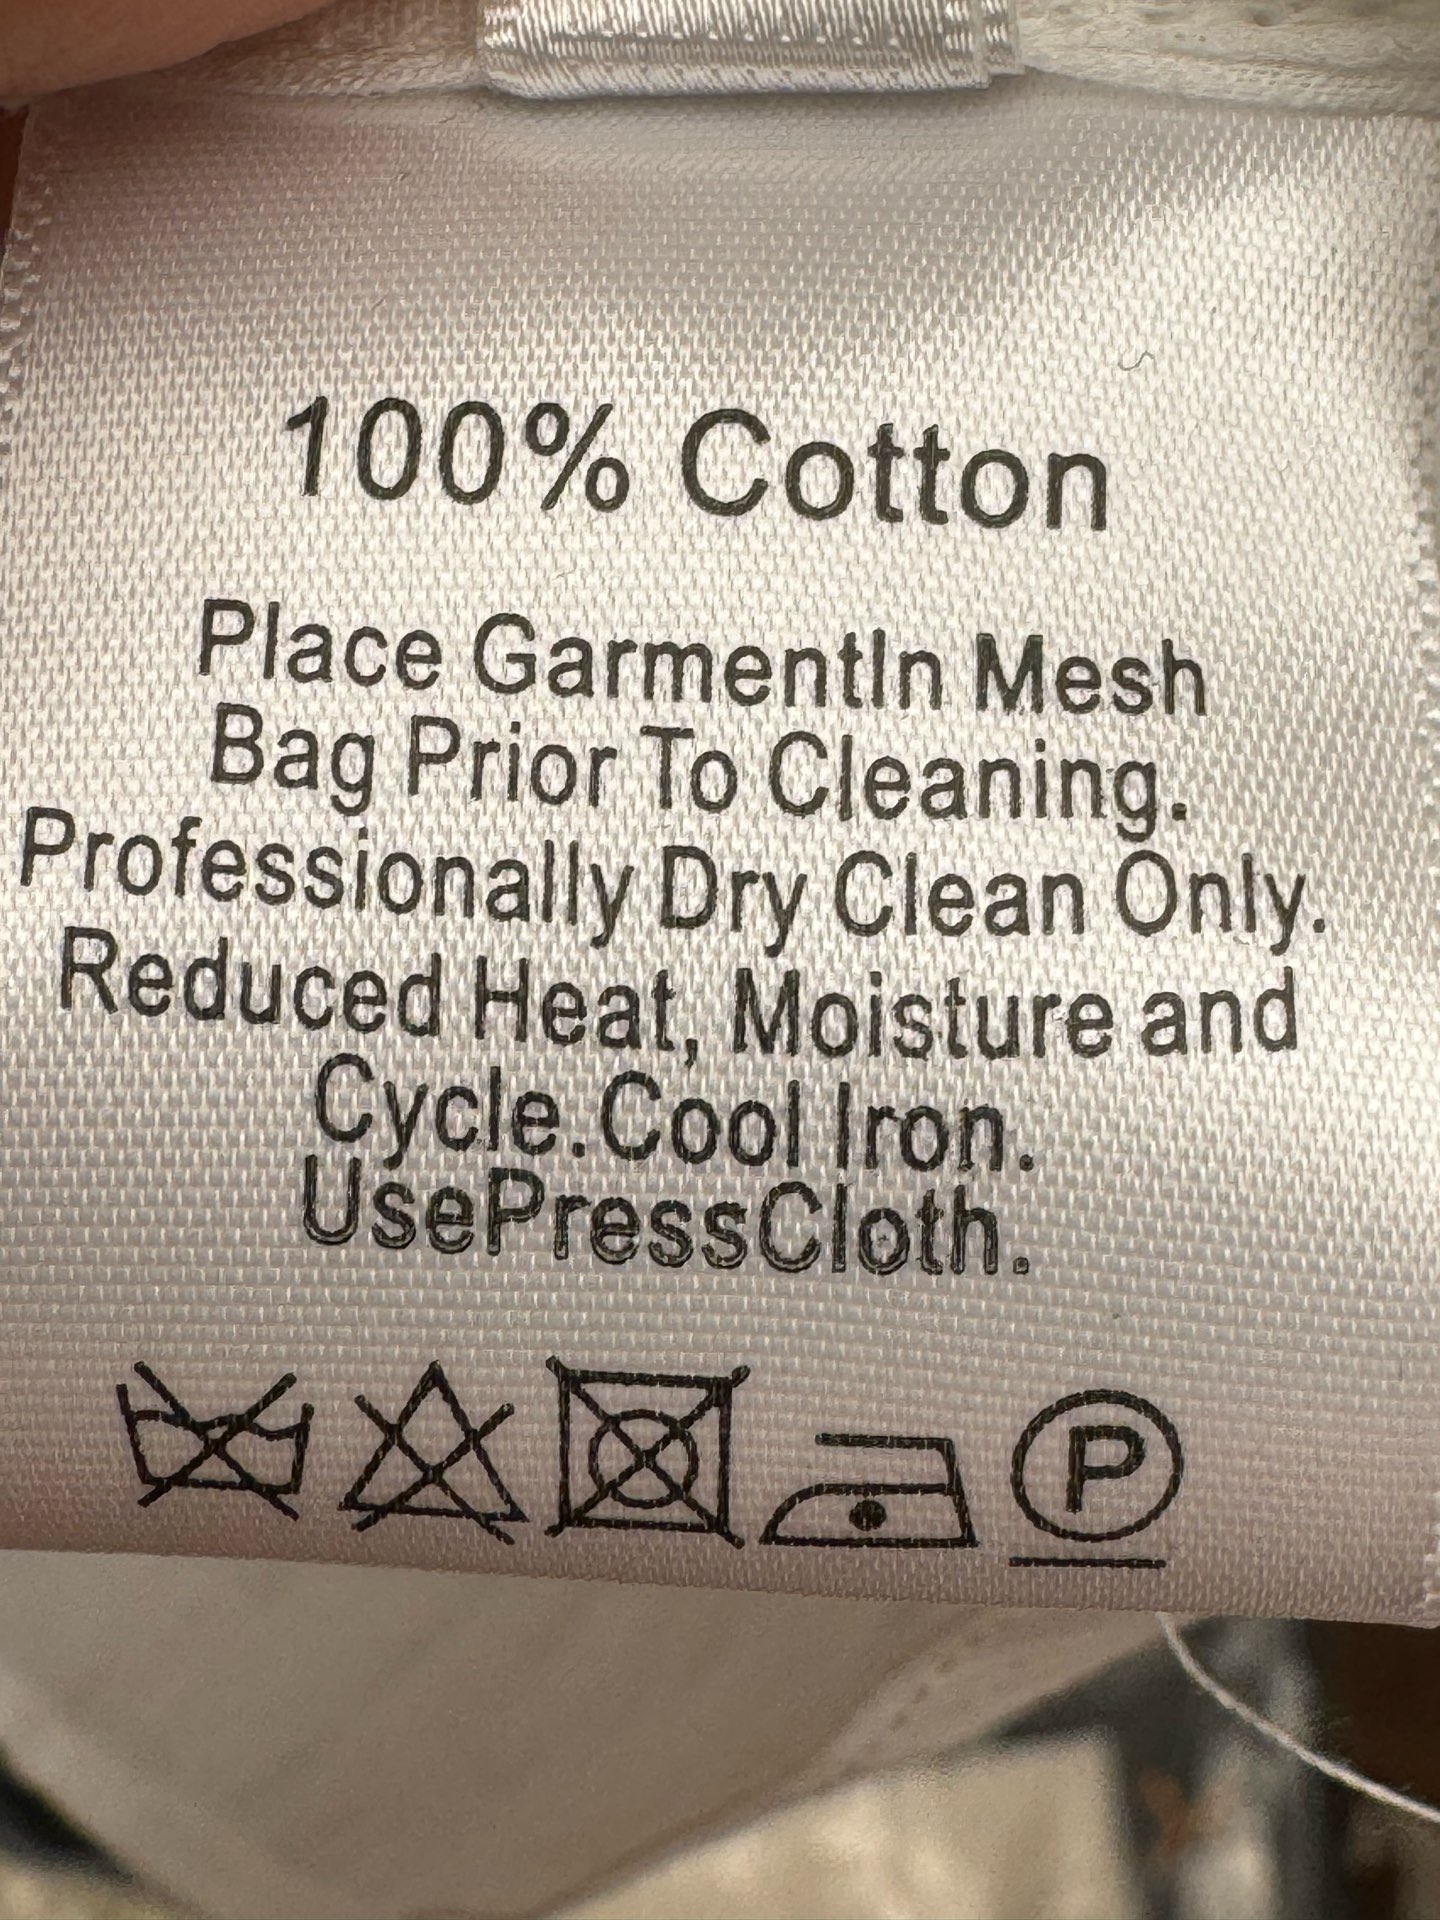 100% Cotton
Place GarmentIn Mesh
Bag Prior To Cleaning.
Professionally Dry Clean Only.
Reduced Heat, Moisture and
Cycle.Cool Iron.
UsePressCloth.
P